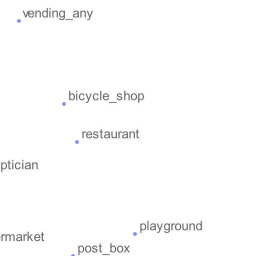 vending_any
bicycle_shop
restaurant
ptician
playground
rmarket
post_box